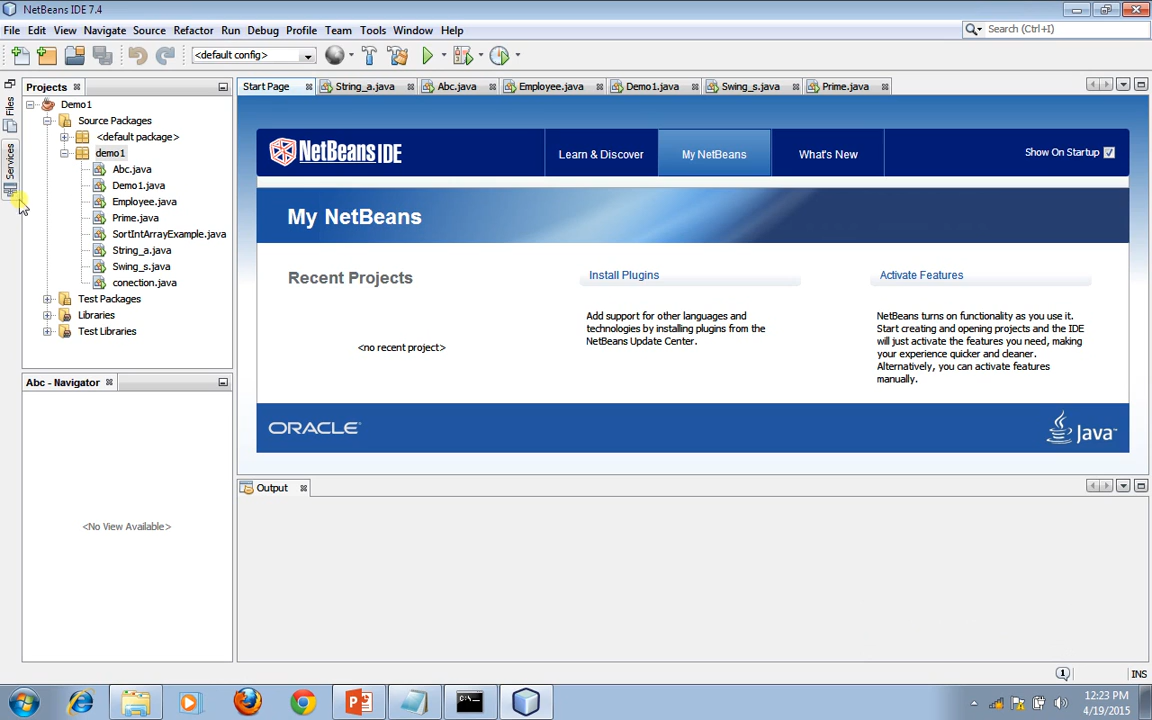 NetBeans IDE 7.4
File Edit View Navigate Source Refactor Run Debug Profile Team Tools Window Help
Search (Ctrl+I)
<default config>
Files
Services
Projects
Demo1
Source Packages
<default package>
demo1
Abc.java
Demo1.java
Employee.java
Prime.java
SortIntArrayExample.java
String_a.java
Swing_s.java
conection.java
Test Packages
Libraries
Test Libraries
Abc - Navigator
<No View Available>
Start Page String_a.java Abc.java Employee.java Demo1.java Swing_s.java Prime.java
NetBeans IDE
Learn & Discover My NetBeans What's New Show On Startup
My NetBeans
Recent Projects
<no recent project>
Install Plugins
Add support for other languages and
technologies by installing plugins from the
NetBeans Update Center.
Activate Features
NetBeans turns on functionality as you use it.
Start creating and opening projects and the IDE
will just activate the features you need, making
your experience quicker and cleaner.
Alternatively, you can activate features
manually.
ORACLE
Java
Output
1 INS
12:23 PM
4/19/2015